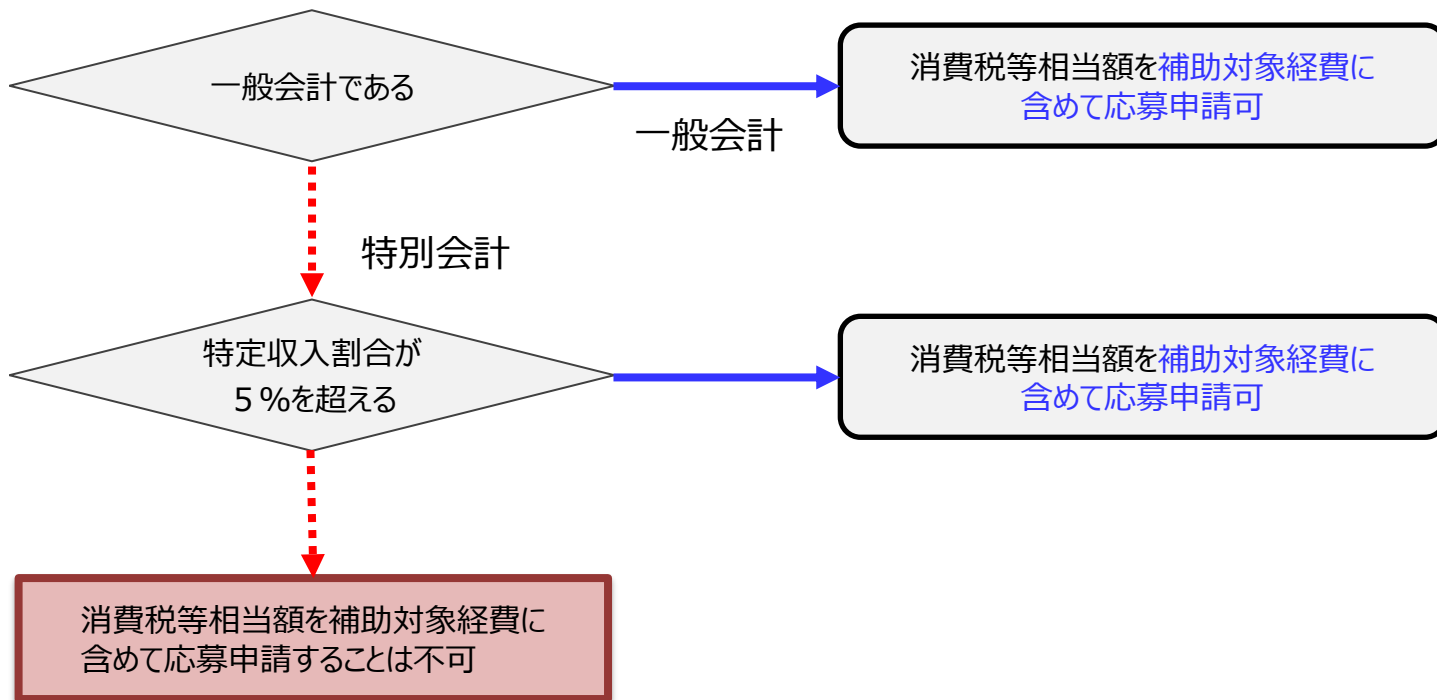 一般会計である
消費税等相当額を補助対象経費に
含めて応募申請可
一般会計
特別会計
特定収入割合が
５%を超える
消費税等相当額を補助対象経費に
含めて応募申請可
消費税等相当額を補助対象経費に
含めて応募申請することは不可